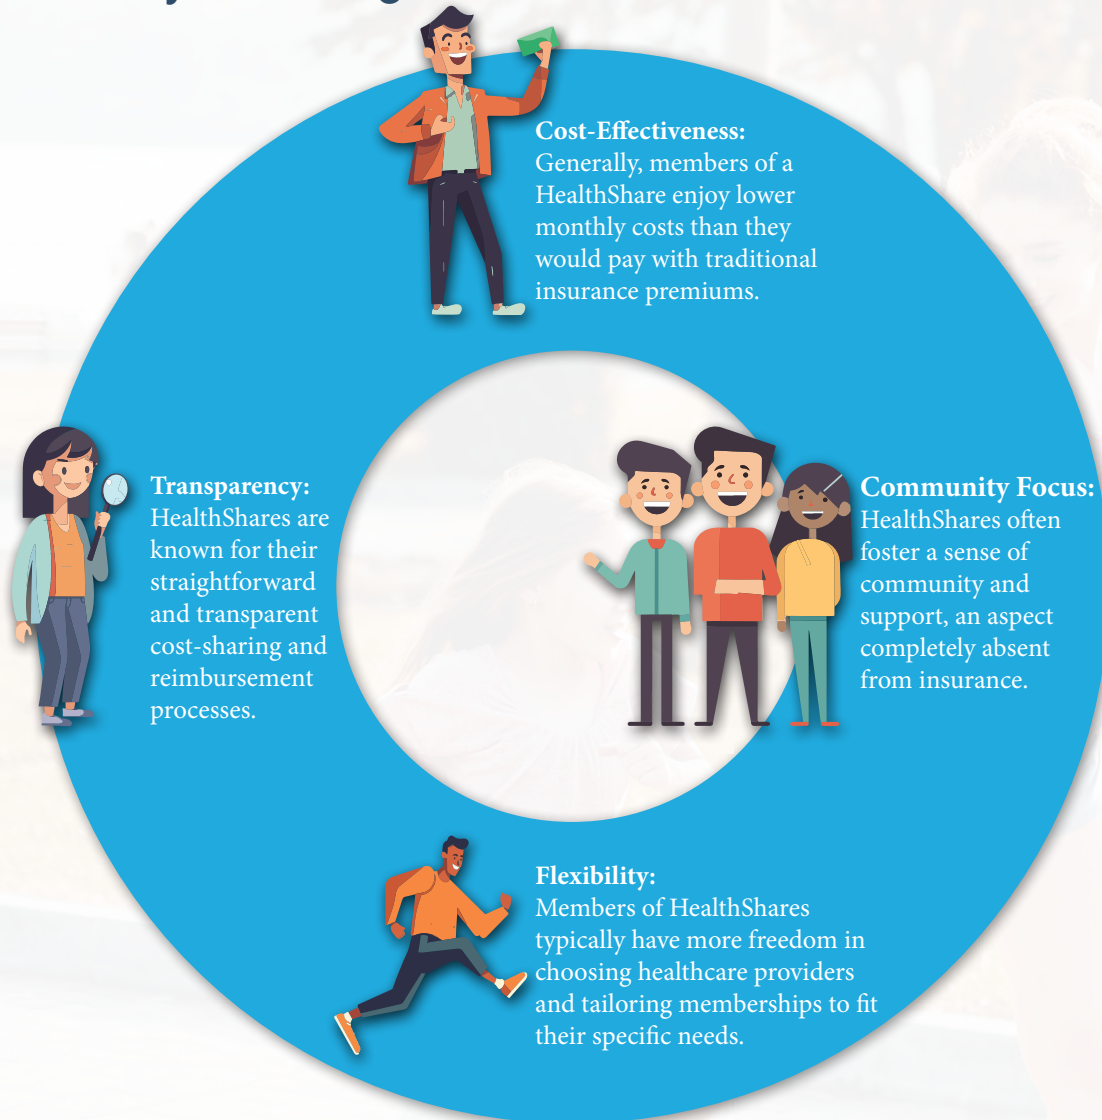 Cost-Effectiveness:
Generally, members of a
HealthShare enjoy lower
monthly costs than they
would pay with traditional
insurance premiums.
Transparency:
HealthShares are
known for their
straightforward
and transparent
cost-sharing and
reimbursement
processes.
Community Focus:
HealthShares often
foster a sense of
community and
support, an aspect
completely absent
from insurance.
Flexibility:
Members of HealthShares
typically have more freedom in
choosing healthcare providers
and tailoring memberships to fit
their specific needs.